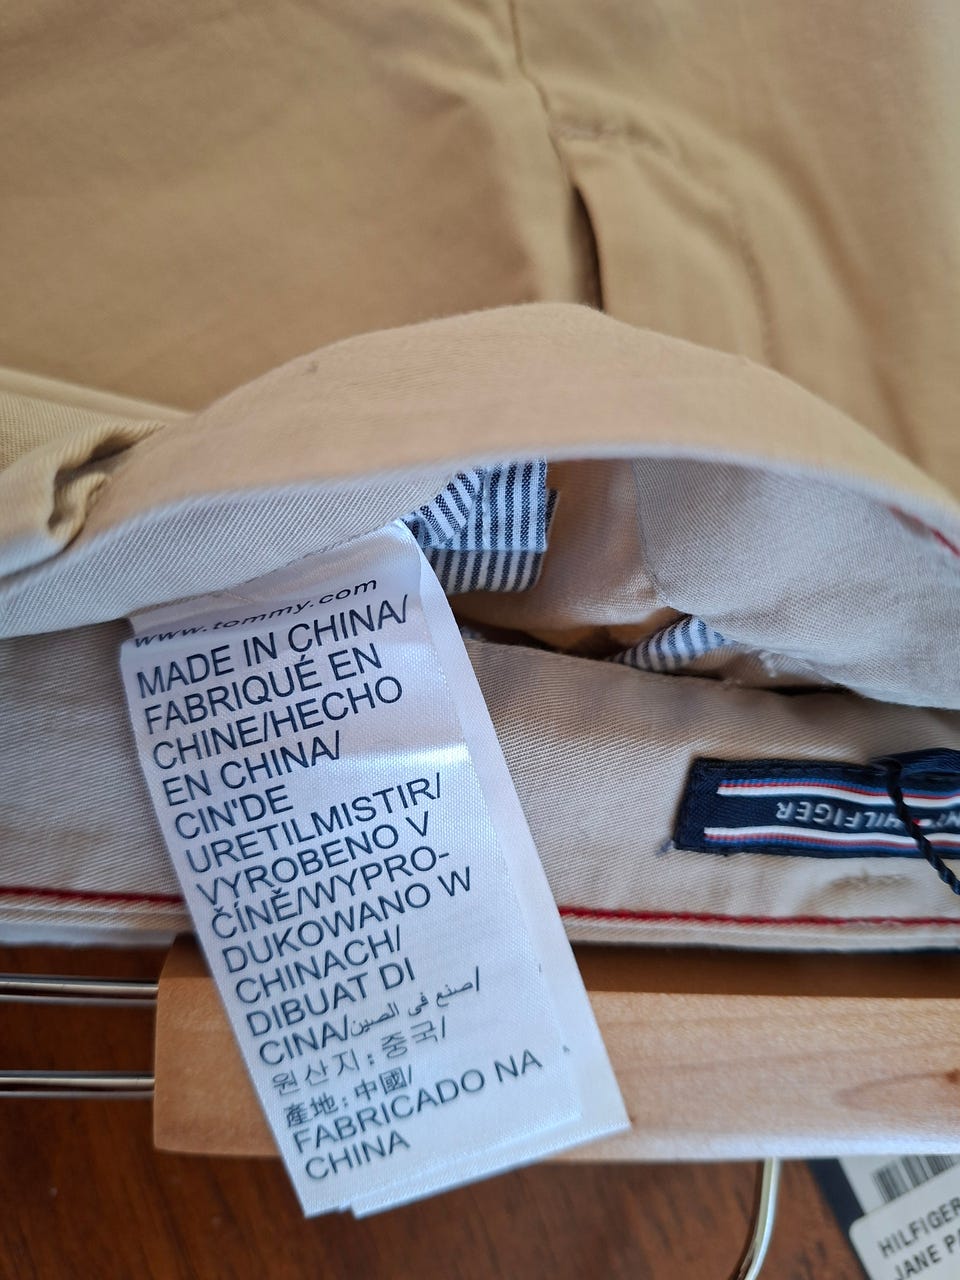 www.tommy.com
MADE IN CHINA/
FABRIQUÉ EN
CHINE/HECHO
EN CHINA/
CIN'DE
URETILMISTIR/
VYROBENO V
ČÍNĚ/WYPRO-
DUKOWANO W
CHINACH/
DIBUAT DI
CINA/صنع في الصين/
원산지: 중국/
產地: 中國/
FABRICADO NA
CHINA
HILFIGER
HILFIGER
JANE